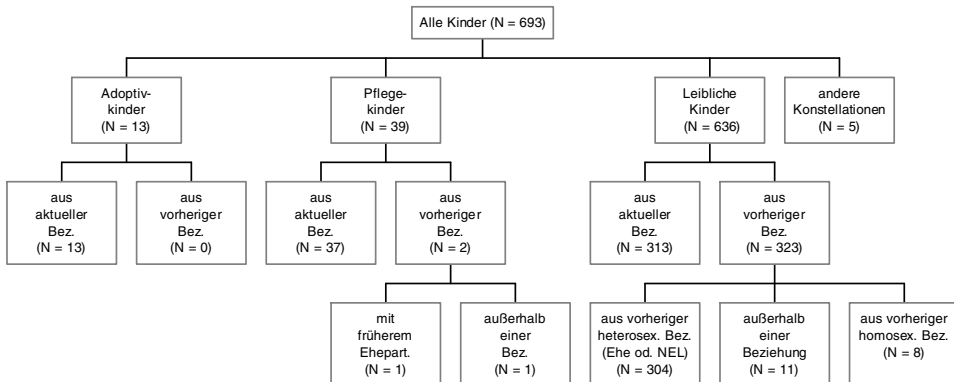 Alle Kinder (N = 693)
Adoptiv-
kinder
(N = 13)
Pflege-
kinder
(N = 39)
Leibliche
Kinder
(N = 636)
andere
Konstellationen
(N = 5)
aus
aktueller
Bez.
(N = 13)
aus
vorheriger
Bez.
(N = 0)
aus
aktueller
Bez.
(N = 37)
aus
vorheriger
Bez.
(N = 2)
aus
aktueller
Bez.
(N = 313)
aus
vorheriger
Bez.
(N = 323)
mit
früherem
Ehepart.
(N = 1)
außerhalb
einer
Bez.
(N = 1)
aus vorheriger
heterosex. Bez.
(Ehe od. NEL)
(N = 304)
außerhalb
einer
Beziehung
(N = 11)
aus vorheriger
homosex. Bez.
(N = 8)